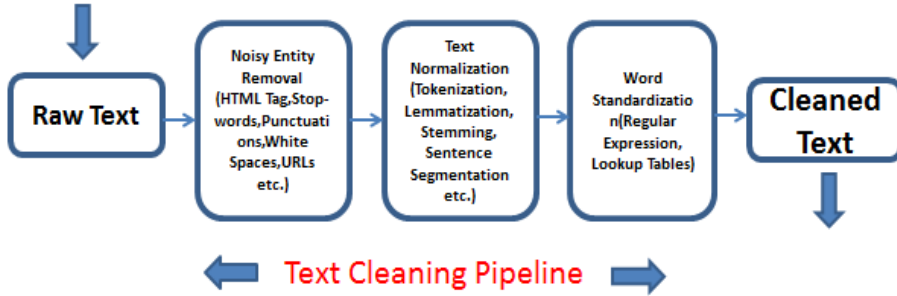 Raw Text
Noisy Entity
Removal
(HTML Tag,Stop-
words,Punctuati
ons,White
Spaces,URLs
etc.)
Text
Normalization
(Tokenization,
Lemmatization,
Stemming,
Sentence
Segmentation
etc.)
Word
Standardizatio
n(Regular
Expression,
Lookup Tables)
Cleaned
Text
Text Cleaning Pipeline